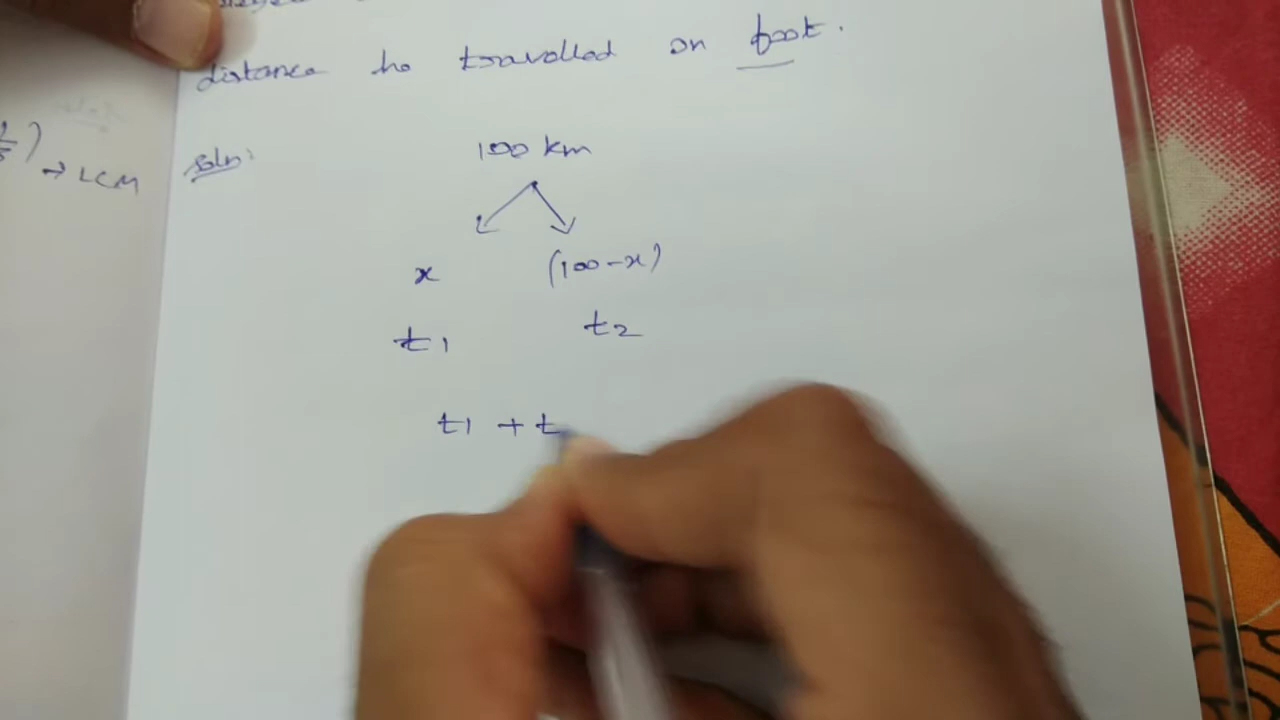 distance he travelled on foot.
soln:
→ LCM
100 km
x (100-x)
t1 t2
t1 + t